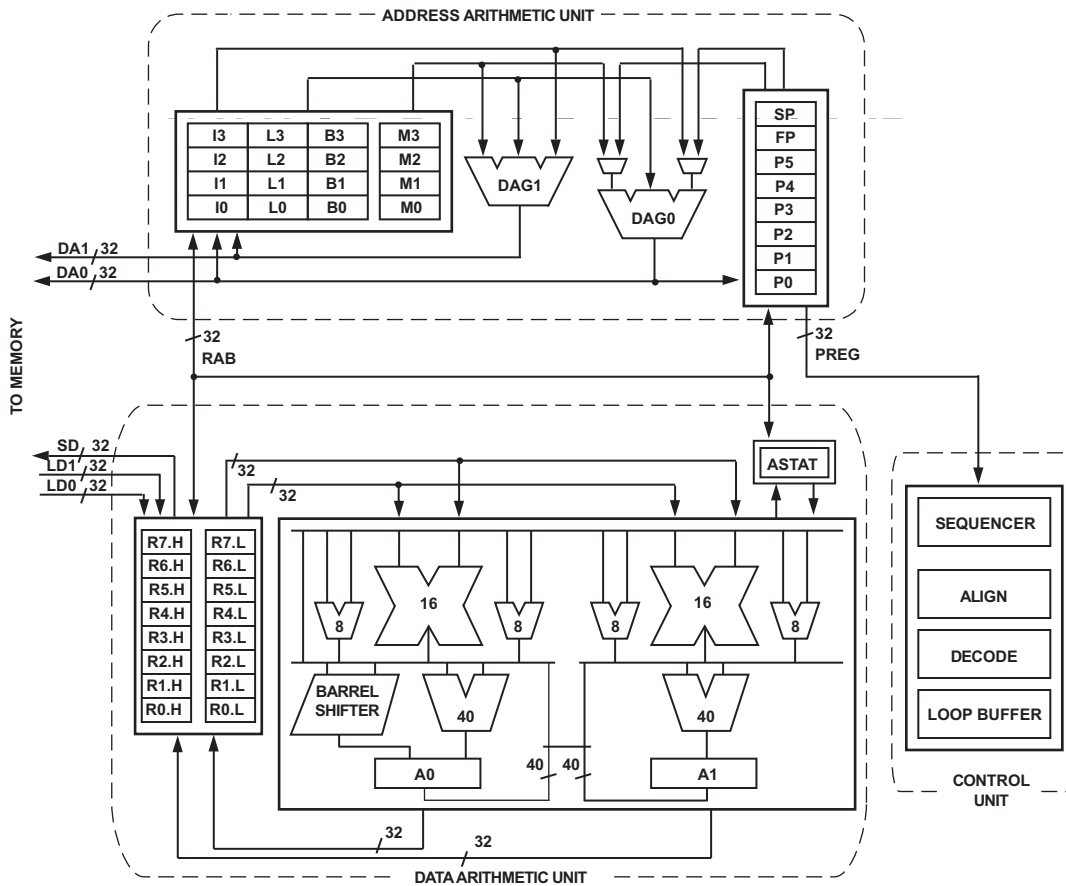 ADDRESS ARITHMETIC UNIT
SP
I3 L3 B3 M3
FP
I2 L2 B2 M2
P5
I1 L1 B1 M1
DAG1
P4
I0 L0 B0 M0
DAG0
P3
P2
DA1 32
P1
DA0 32
P0
32
RAB
32
PREG
TO MEMORY
SD 32
LD1 32
LD0 32
32
32
ASTAT
R7.H R7.L
R6.H R6.L
R5.H R5.L
R4.H R4.L
R3.H R3.L
R2.H R2.L
R1.H R1.L
R0.H R0.L
8 16 8 8 16 8
BARREL
SHIFTER
40 40
A0 40 40 A1
32
32
DATA ARITHMETIC UNIT
SEQUENCER
ALIGN
DECODE
LOOP BUFFER
CONTROL
UNIT